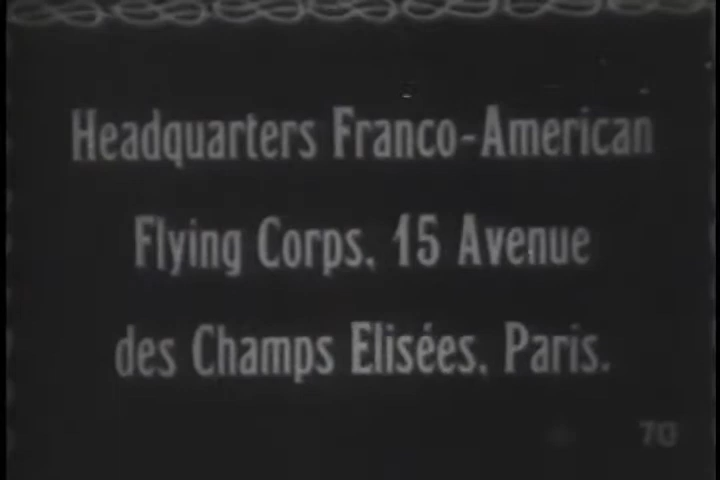 Headquarters Franco-American
Flying Corps. 15 Avenue
des Champs Elisées. Paris.
70